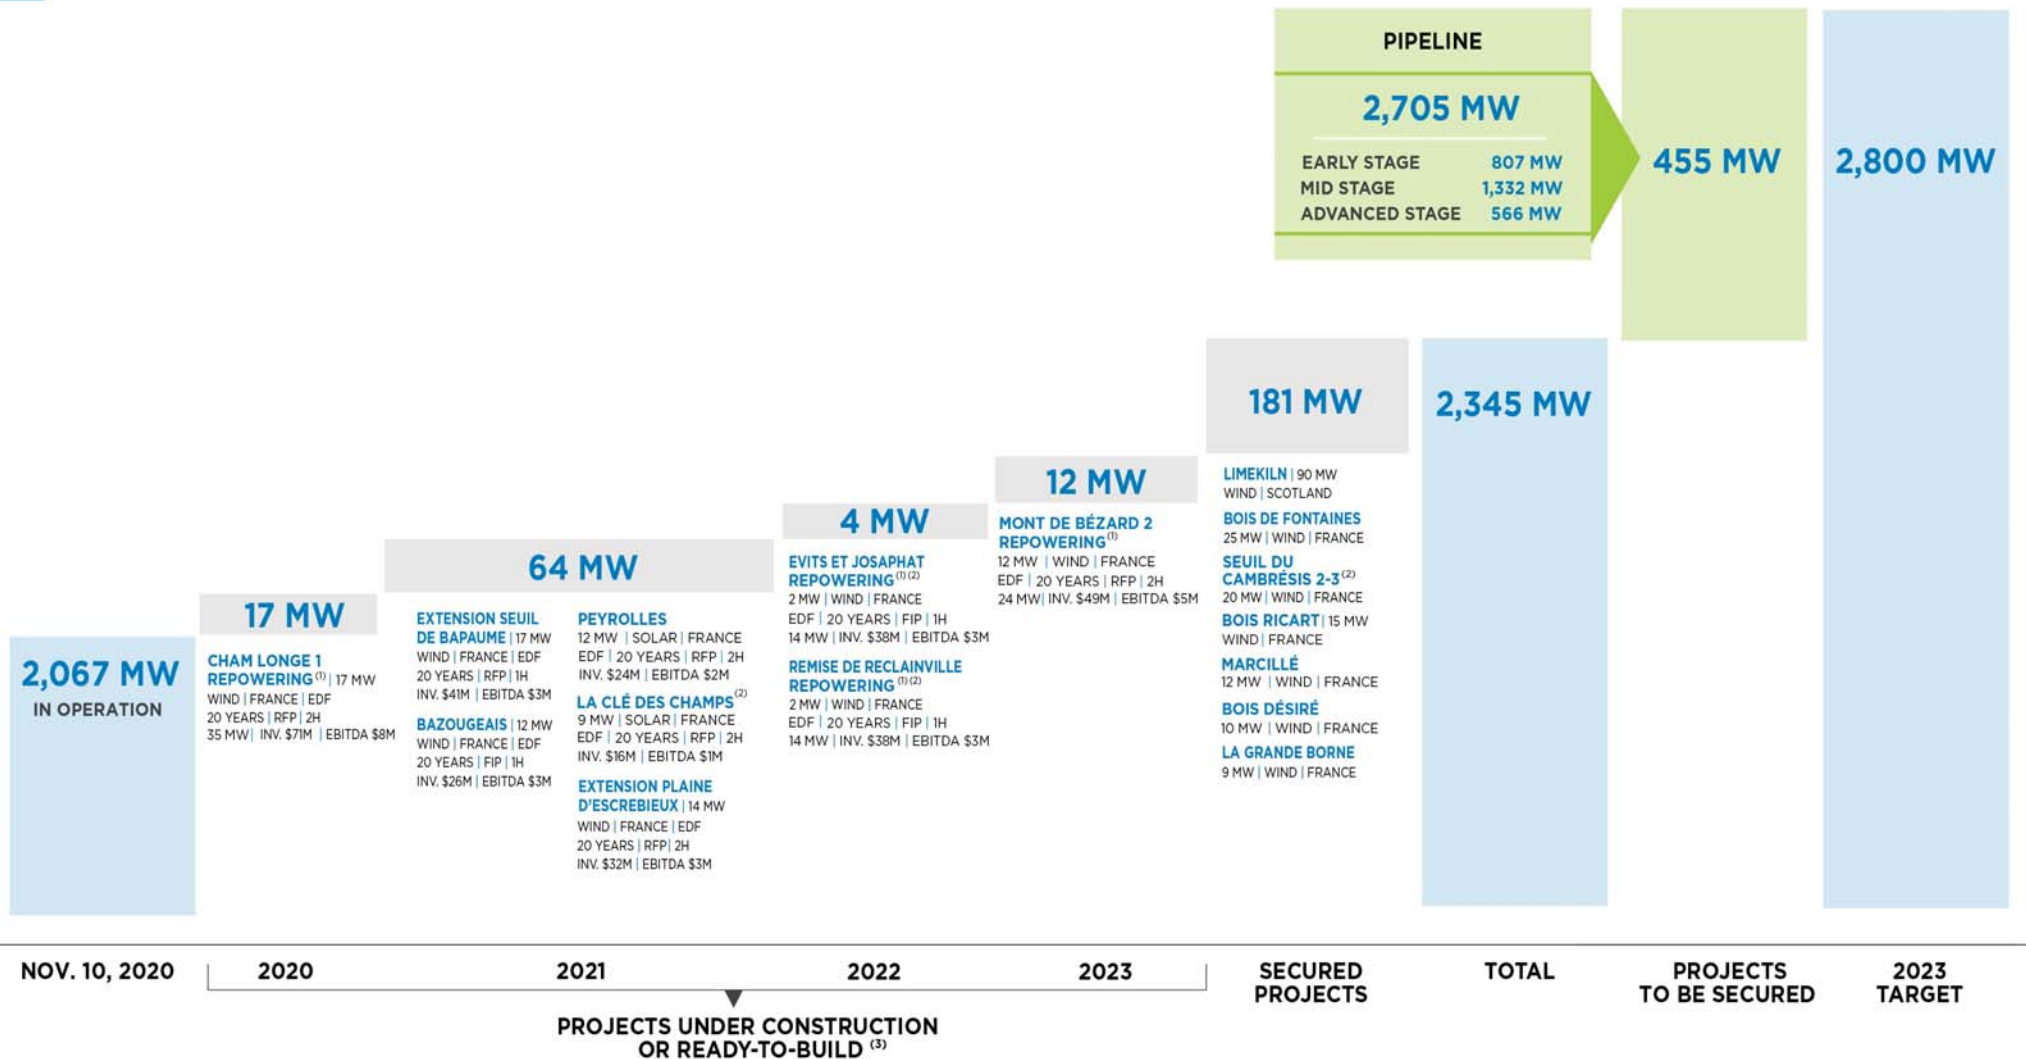 PIPELINE
2,705 MW
EARLY STAGE 807 MW
MID STAGE 1,332 MW
ADVANCED STAGE 566 MW
455 MW
2,800 MW
2,067 MW
IN OPERATION
17 MW
CHAM LONGE 1
REPOWERING (1) | 17 MW
WIND | FRANCE | EDF
20 YEARS | RFP | 2H
35 MW | INV. $71M | EBITDA $8M
64 MW
EXTENSION SEUIL
DE BAPAUME | 17 MW
WIND | FRANCE | EDF
20 YEARS | RFP | 1H
INV. $41M | EBITDA $3M
BAZOUGEAIS | 12 MW
WIND | FRANCE | EDF
20 YEARS | FIP | 1H
INV. $26M | EBITDA $3M
PEYROLLES
12 MW | SOLAR | FRANCE
EDF | 20 YEARS | RFP | 2H
INV. $24M | EBITDA $2M
LA CLÉ DES CHAMPS (2)
9 MW | SOLAR | FRANCE
EDF | 20 YEARS | RFP | 2H
INV. $16M | EBITDA $1M
EXTENSION PLAINE
D'ESCREBIEUX | 14 MW
WIND | FRANCE | EDF
20 YEARS | RFP | 2H
INV. $32M | EBITDA $3M
4 MW
EVITS ET JOSAPHAT
REPOWERING (1) (2)
2 MW | WIND | FRANCE
EDF | 20 YEARS | FIP | 1H
14 MW | INV. $38M | EBITDA $3M
REMISE DE RECLAINVILLE
REPOWERING (1) (2)
2 MW | WIND | FRANCE
EDF | 20 YEARS | FIP | 1H
14 MW | INV. $38M | EBITDA $3M
12 MW
MONT DE BÉZARD 2
REPOWERING (1)
12 MW | WIND | FRANCE
EDF | 20 YEARS | RFP | 2H
24 MW | INV. $49M | EBITDA $5M
181 MW
LIMEKILN | 90 MW
WIND | SCOTLAND
BOIS DE FONTAINES
25 MW | WIND | FRANCE
SEUIL DU
CAMBRÉSIS 2-3 (2)
20 MW | WIND | FRANCE
BOIS RICART | 15 MW
WIND | FRANCE
MARCILLÉ
12 MW | WIND | FRANCE
BOIS DÉSIRÉ
10 MW | WIND | FRANCE
LA GRANDE BORNE
9 MW | WIND | FRANCE
2,345 MW
NOV. 10, 2020
2020
2021
2022
2023
SECURED
PROJECTS
TOTAL
PROJECTS
TO BE SECURED
2023
TARGET
PROJECTS UNDER CONSTRUCTION
OR READY-TO-BUILD (3)